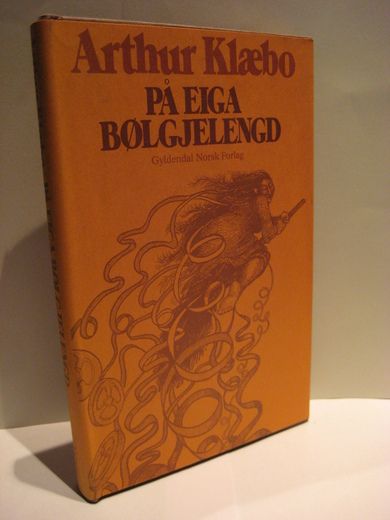 Arthur Klæbo
PÅ EIGA
BØLGJELENGD
Gyldendal Norsk Forlag